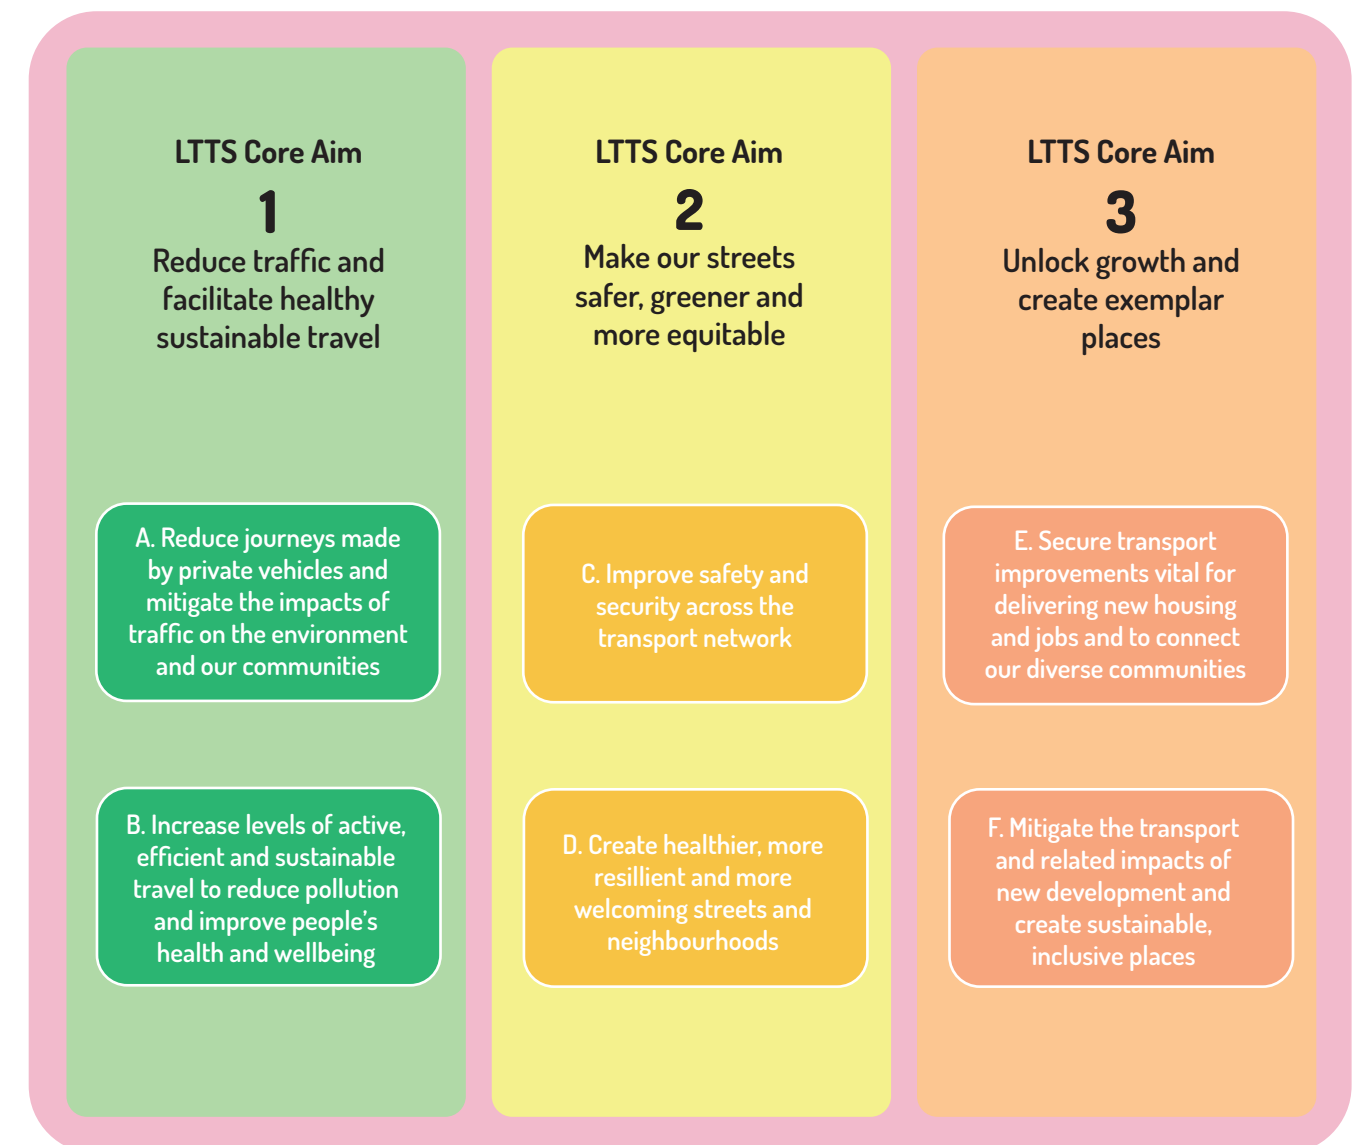 LTTS Core Aim
1
Reduce traffic and
facilitate healthy
sustainable travel
A. Reduce journeys made
by private vehicles and
mitigate the impacts of
traffic on the environment
and our communities
B. Increase levels of active,
efficient and sustainable
travel to reduce pollution
and improve people's
health and wellbeing
LTTS Core Aim
2
Make our streets
safer, greener and
more equitable
C. Improve safety and
security across the
transport network
D. Create healthier, more
resillient and more
welcoming streets and
neighbourhoods
LTTS Core Aim
3
Unlock growth and
create exemplar
places
E. Secure transport
improvements vital for
delivering new housing
and jobs and to connect
our diverse communities
F. Mitigate the transport
and related impacts of
new development and
create sustainable,
inclusive places